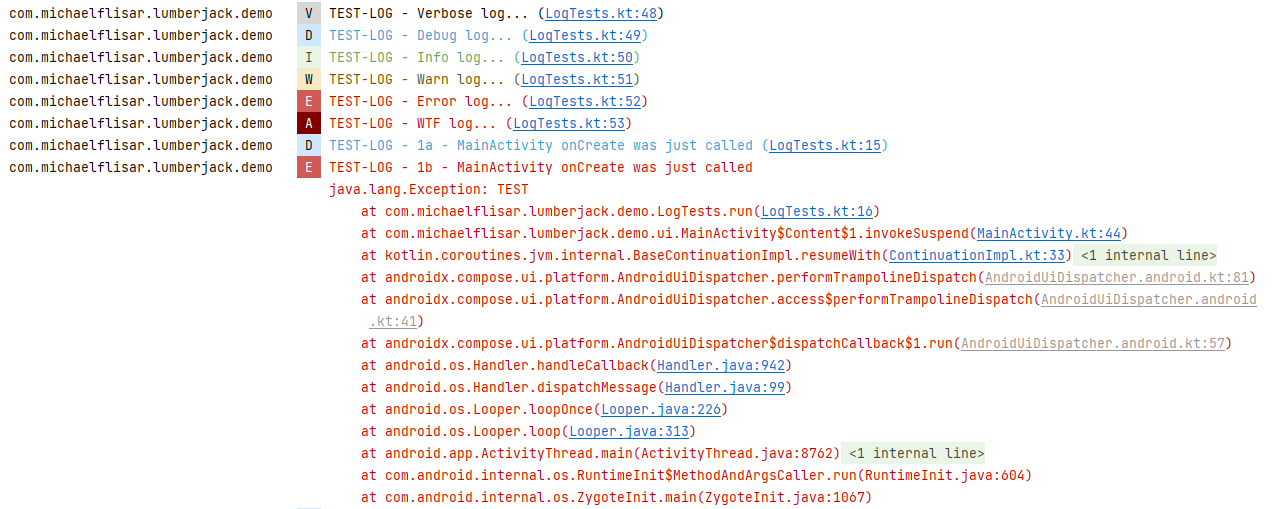 com.michaelflisar.lumberjack.demo V TEST-LOG - Verbose log... (LogTests.kt:48)
com.michaelflisar.lumberjack.demo D TEST-LOG - Debug log... (LogTests.kt:49)
com.michaelflisar.lumberjack.demo I TEST-LOG - Info log... (LogTests.kt:50)
com.michaelflisar.lumberjack.demo W TEST-LOG - Warn log... (LogTests.kt:51)
com.michaelflisar.lumberjack.demo E TEST-LOG - Error log... (LogTests.kt:52)
com.michaelflisar.lumberjack.demo A TEST-LOG - WTF log... (LogTests.kt:53)
com.michaelflisar.lumberjack.demo D TEST-LOG - 1a - MainActivity onCreate was just called (LogTests.kt:15)
com.michaelflisar.lumberjack.demo E TEST-LOG - 1b - MainActivity onCreate was just called
java.lang.Exception: TEST
at com.michaelflisar.lumberjack.demo.LogTests.run(LogTests.kt:16)
at com.michaelflisar.lumberjack.demo.ui.MainActivity$Content$1.invokeSuspend(MainActivity.kt:44)
at kotlin.coroutines.jvm.internal.BaseContinuationImpl.resumeWith(ContinuationImpl.kt:33) <1 internal line>
at androidx.compose.ui.platform.AndroidUiDispatcher.performTrampolineDispatch(AndroidUiDispatcher.android.kt:81)
at androidx.compose.ui.platform.AndroidUiDispatcher.access$performTrampolineDispatch(AndroidUiDispatcher.android
.kt:41)
at androidx.compose.ui.platform.AndroidUiDispatcher$dispatchCallback$1.run(AndroidUiDispatcher.android.kt:57)
at android.os.Handler.handleCallback(Handler.java:942)
at android.os.Handler.dispatchMessage(Handler.java:99)
at android.os.Looper.loopOnce(Looper.java:226)
at android.os.Looper.loop(Looper.java:313)
at android.app.ActivityThread.main(ActivityThread.java:8762) <1 internal line>
at com.android.internal.os.RuntimeInit$MethodAndArgsCaller.run(RuntimeInit.java:604)
at com.android.internal.os.ZygoteInit.main(ZygoteInit.java:1067)